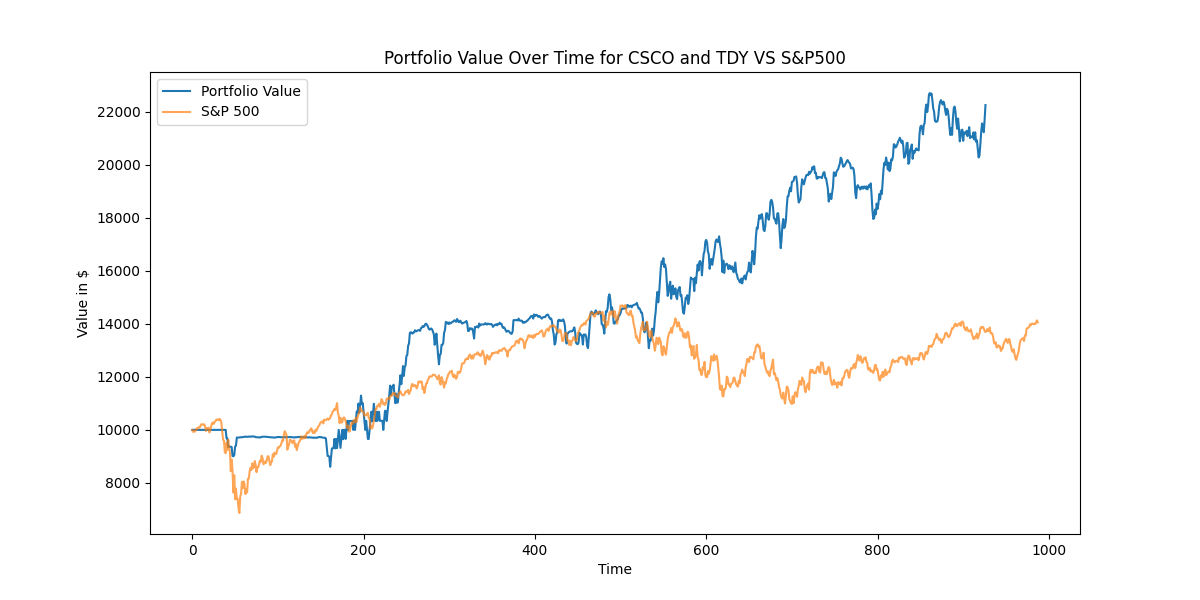 Portfolio Value Over Time for CSCO and TDY VS S&P500
Portfolio Value
S&P 500
Value in $
22000
20000
18000
16000
14000
12000
10000
8000
0 200 400 600 800 1000
Time